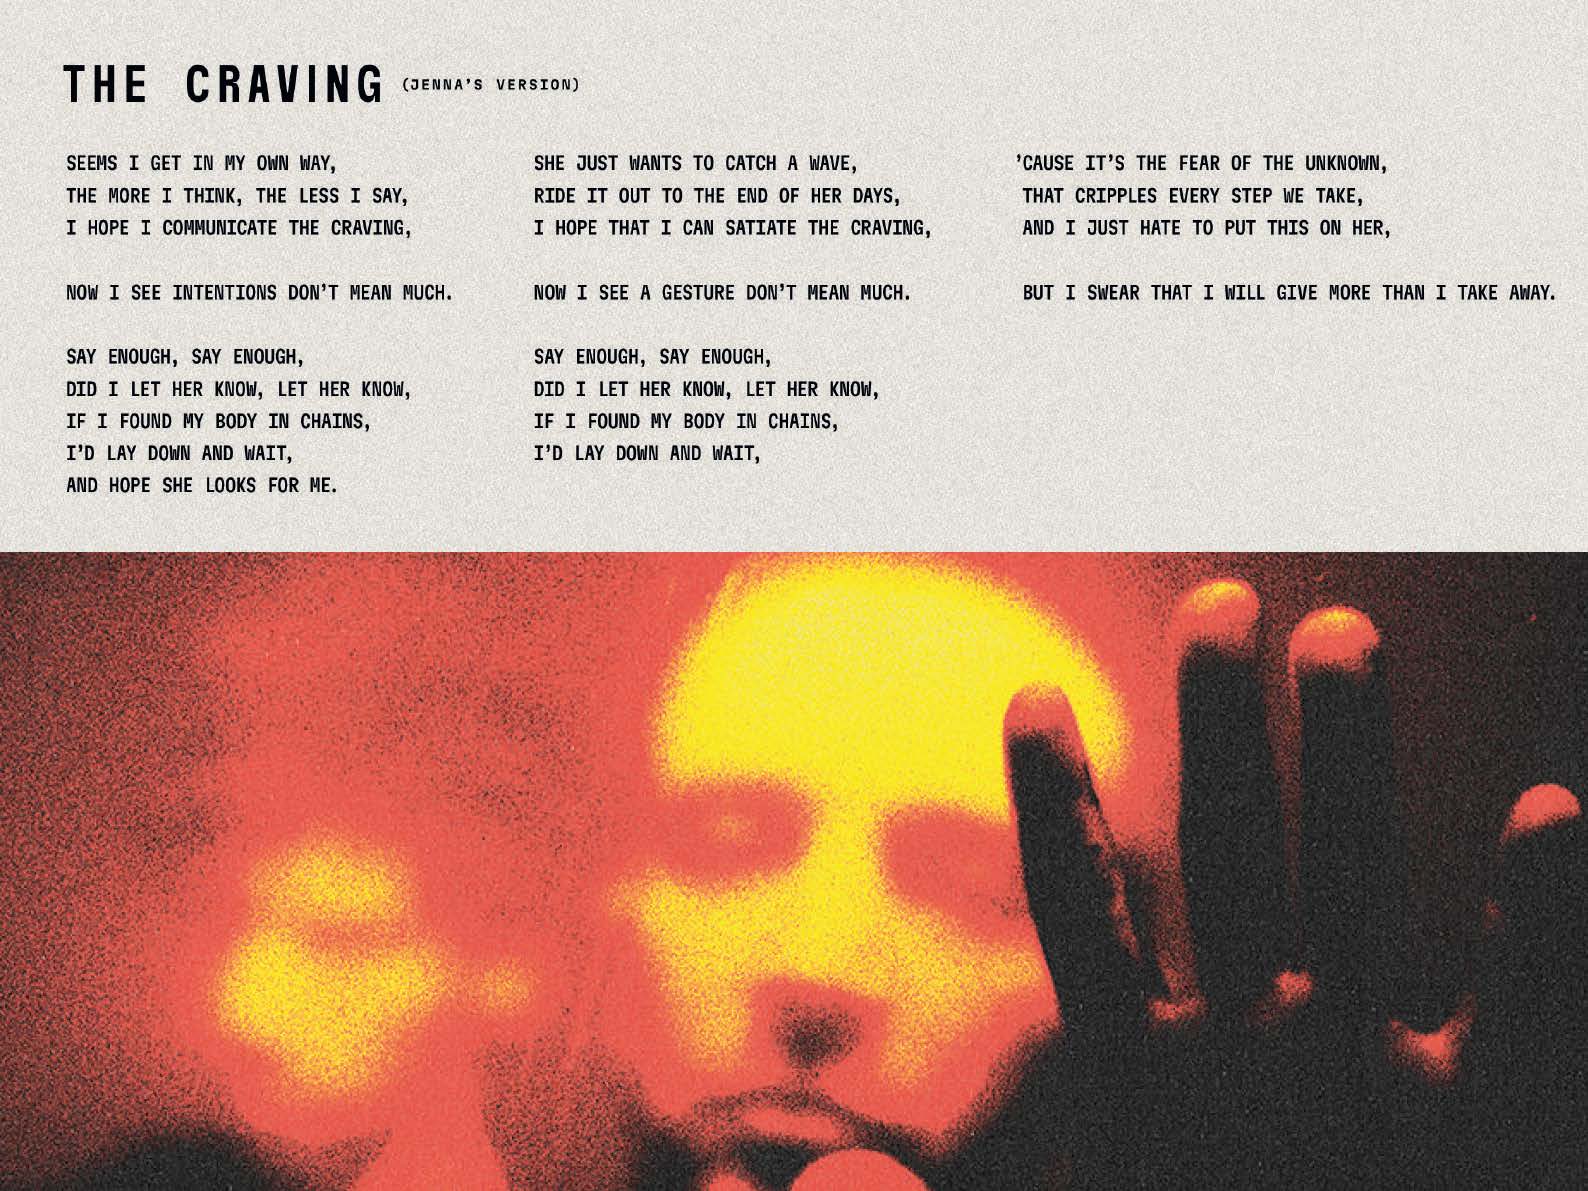 THE CRAVING (JENNA'S VERSION)
SEEMS I GET IN MY OWN WAY,
THE MORE I THINK, THE LESS I SAY,
I HOPE I COMMUNICATE THE CRAVING,
NOW I SEE INTENTIONS DON'T MEAN MUCH.
SAY ENOUGH, SAY ENOUGH,
DID I LET HER KNOW, LET HER KNOW,
IF I FOUND MY BODY IN CHAINS,
I'D LAY DOWN AND WAIT,
AND HOPE SHE LOOKS FOR ME.
SHE JUST WANTS TO CATCH A WAVE,
RIDE IT OUT TO THE END OF HER DAYS,
I HOPE THAT I CAN SATIATE THE CRAVING,
NOW I SEE A GESTURE DON'T MEAN MUCH.
SAY ENOUGH, SAY ENOUGH,
DID I LET HER KNOW, LET HER KNOW,
IF I FOUND MY BODY IN CHAINS,
I'D LAY DOWN AND WAIT,
'CAUSE IT'S THE FEAR OF THE UNKNOWN,
THAT CRIPPLES EVERY STEP WE TAKE,
AND I JUST HATE TO PUT THIS ON HER,
BUT I SWEAR THAT I WILL GIVE MORE THAN I TAKE AWAY.